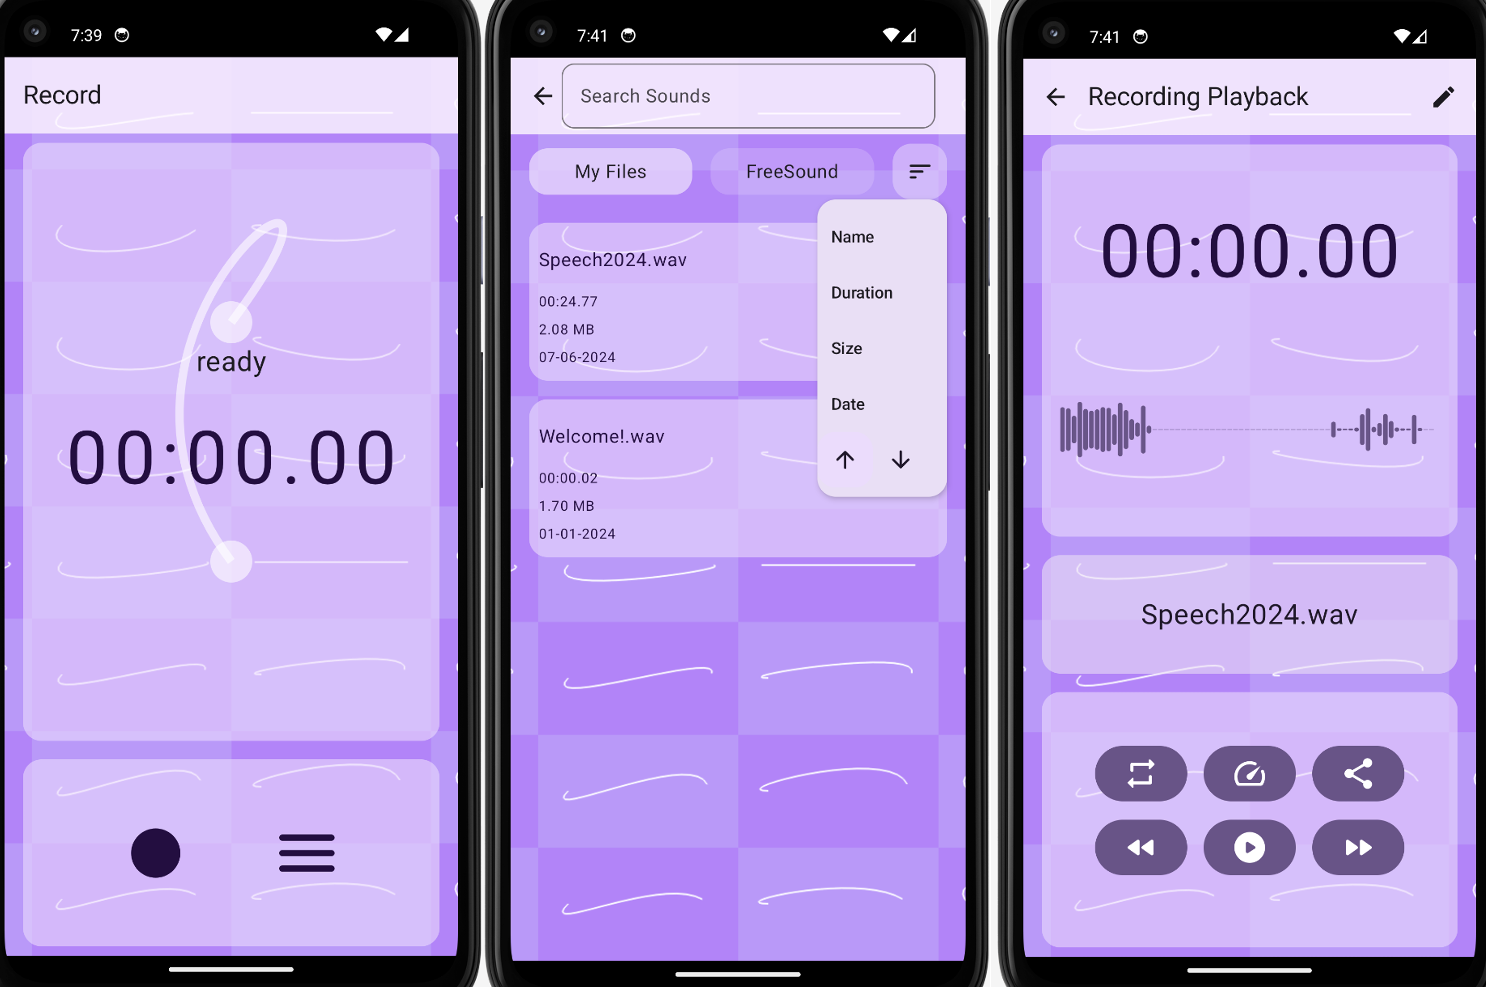 7:39
Record
ready
00:00.00
7:41
Search Sounds
My Files
FreeSound
Name
Duration
Size
Date
Speech2024.wav
00:24.77
2.08 MB
07-06-2024
Welcome!.wav
00:00.02
1.70 MB
01-01-2024
7:41
Recording Playback
00:00.00
Speech2024.wav